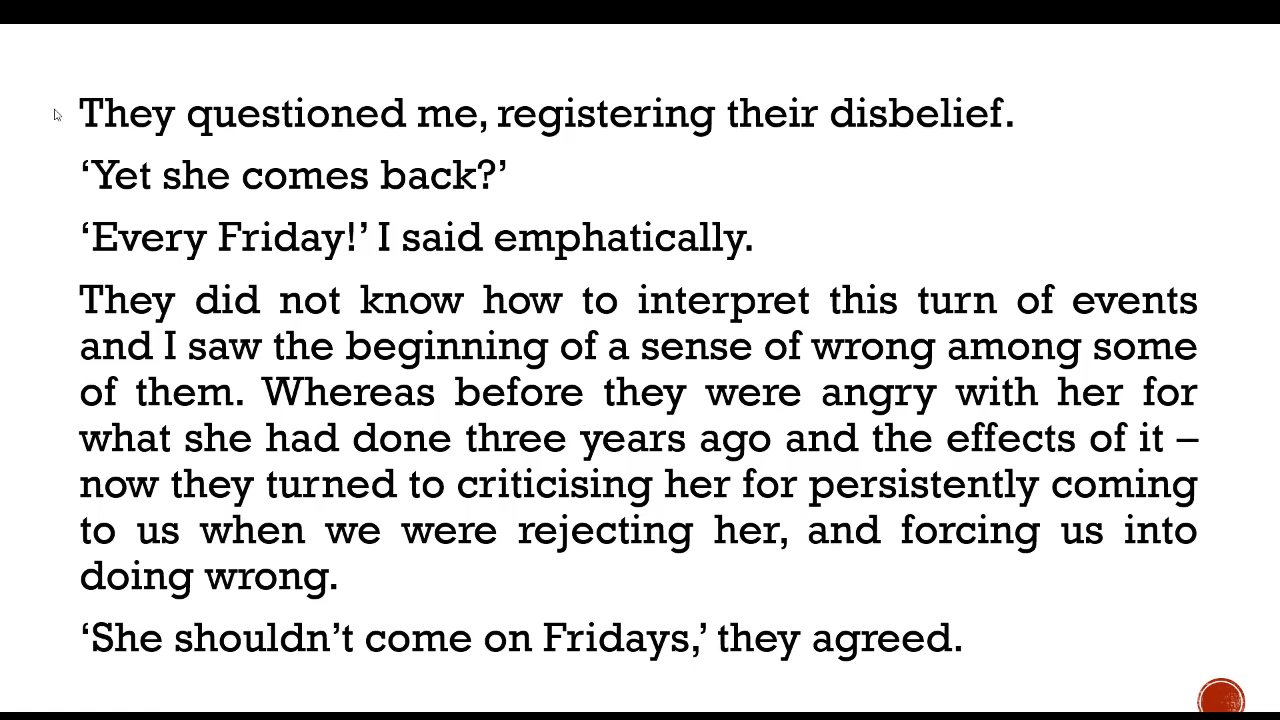 They questioned me, registering their disbelief.
‘Yet she comes back?’
‘Every Friday!’ I said emphatically.
They did not know how to interpret this turn of events
and I saw the beginning of a sense of wrong among some
of them. Whereas before they were angry with her for
what she had done three years ago and the effects of it –
now they turned to criticising her for persistently coming
to us when we were rejecting her, and forcing us into
doing wrong.
‘She shouldn’t come on Fridays,’ they agreed.